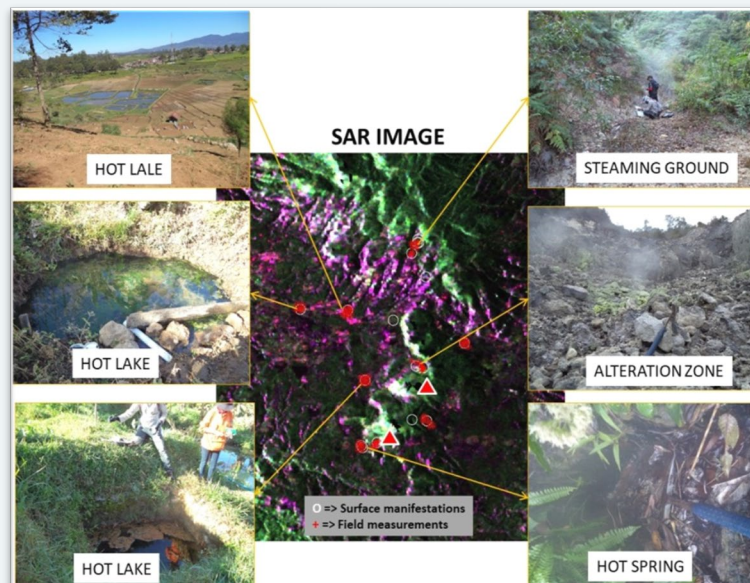 SAR IMAGE
HOT LALE
STEAMING GROUND
HOT LAKE
ALTERATION ZONE
O => Surface manifestations
+ => Field measurements
HOT LAKE
HOT SPRING